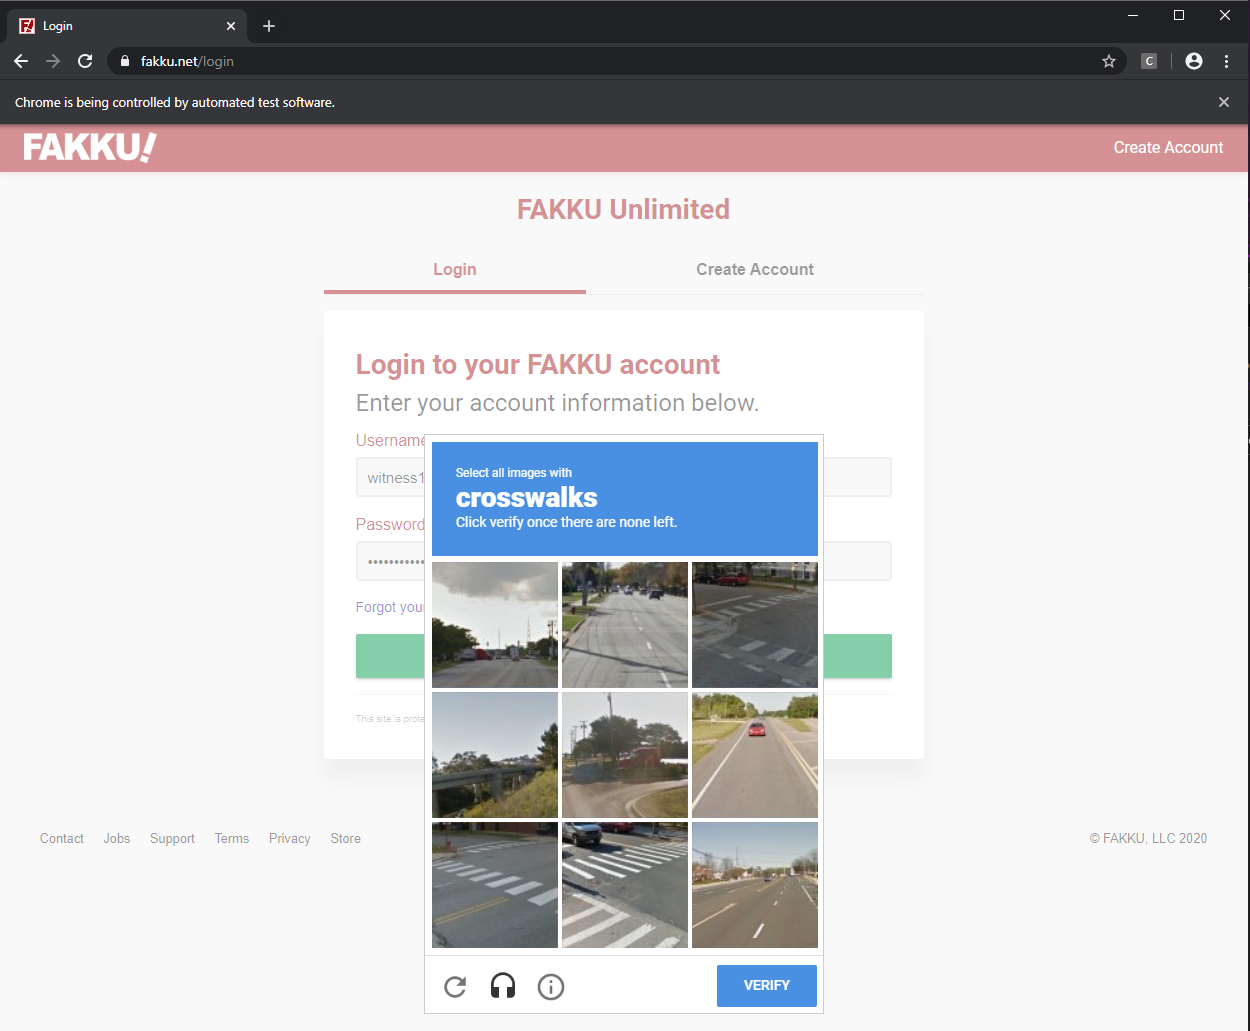 Login
fakku.net/login
C
Chrome is being controlled by automated test software.
FAKKU!
Create Account
FAKKU Unlimited
Login
Create Account
Login to your FAKKU account
Enter your account information below.
Username
witness1
Password
Forgot your
This site is prote
Select all images with
crosswalks
Click verify once there are none left.
VERIFY
Contact Jobs Support Terms Privacy Store
© FAKKU, LLC 2020